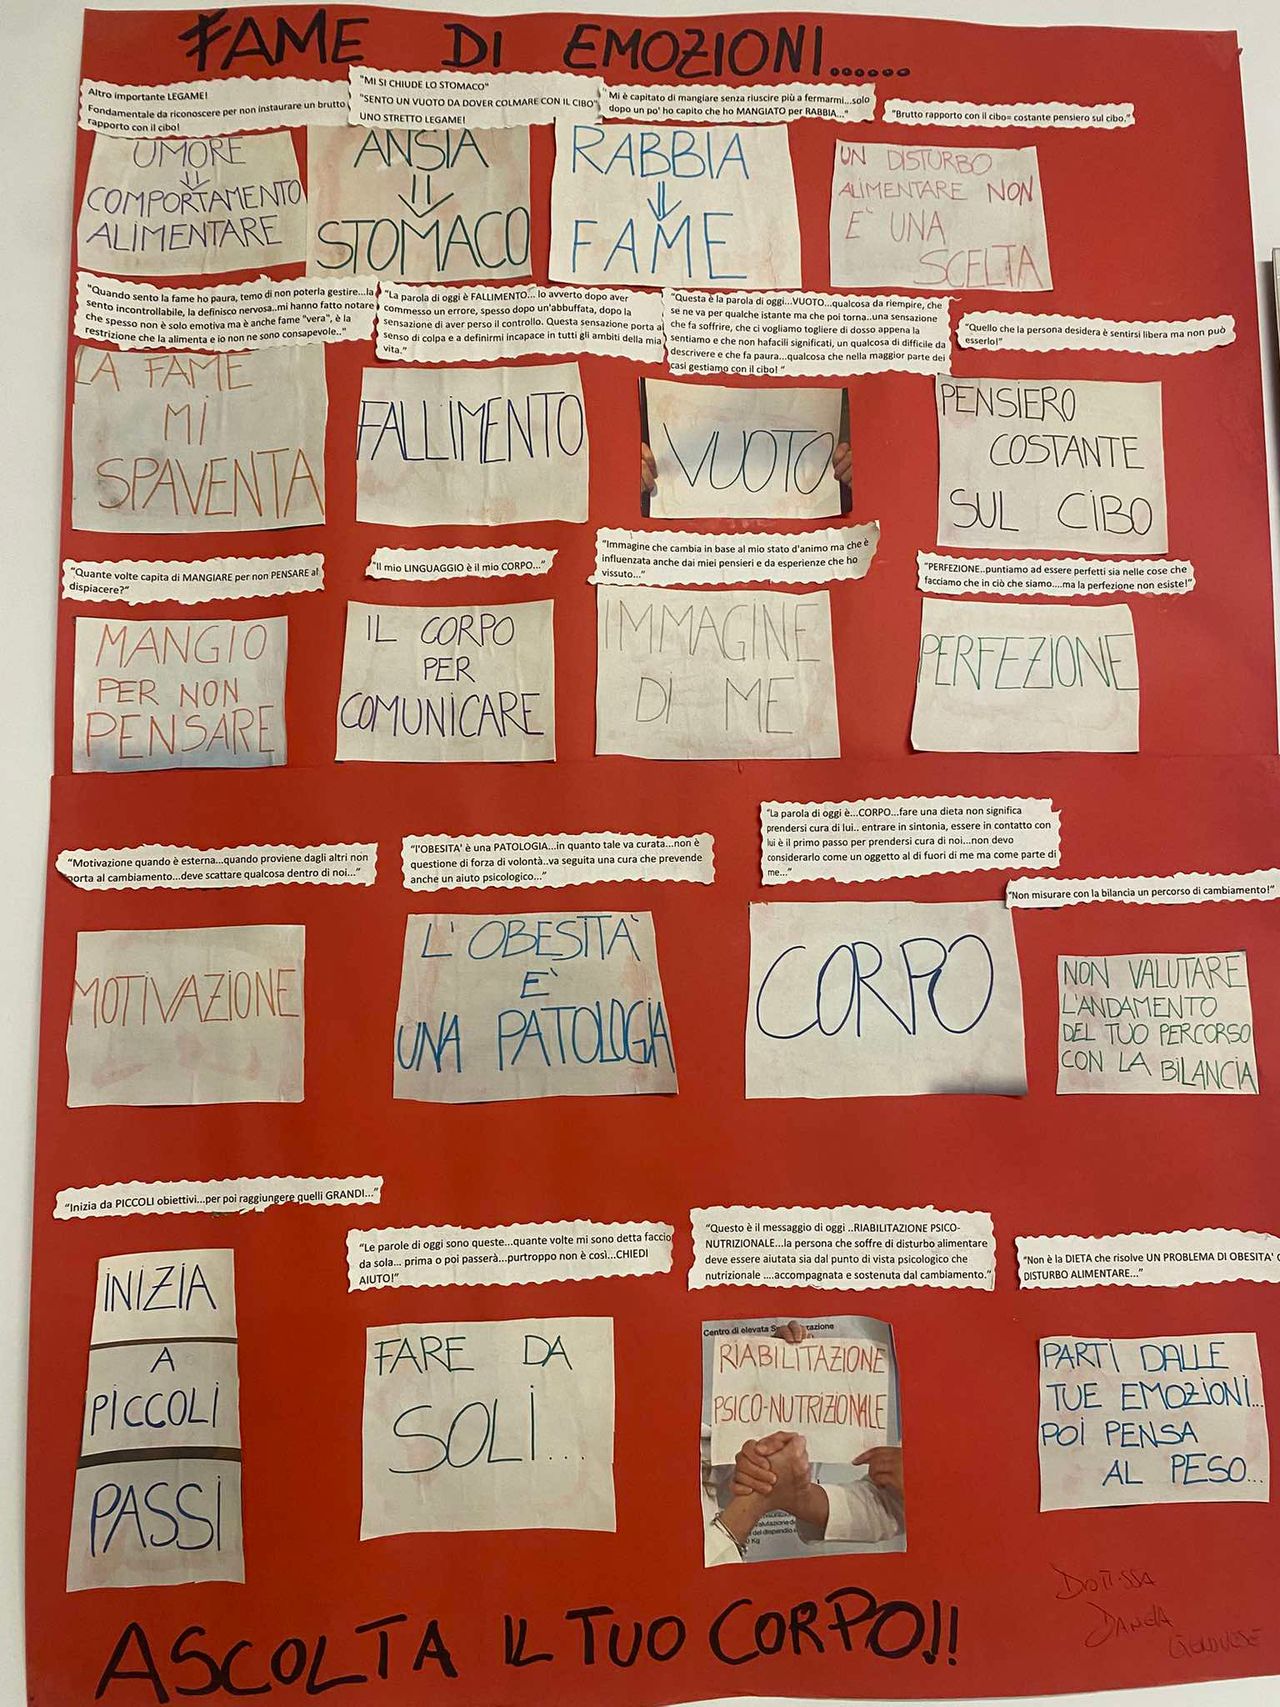 FAME DI EMOZIONI......
Altro importante LEGAME!
Fondamentale da riconoscere per non instaurare un brutto
rapporto con il cibo!
UMORE
COMPORTAMENTO
ALIMENTARE
"MI SI CHIUDE LO STOMACO"
"SENTO UN VUOTO DA DOVER COLMARE CON IL CIBO"
UNO STRETTO LEGAME!
ANSIA
STOMACO
"Mi è capitato di mangiare senza riuscire più a fermarmi...solo
dopo un po' ho capito che ho MANGIATO per RABBIA..."
RABBIA
FAME
"Brutto rapporto con il cibo= costante pensiero sul cibo."
UN DISTURBO
ALIMENTARE NON
E' UNA
SCELTA
"Quando sento la fame ho paura, temo di non poterla gestire...la
sento incontrollabile, la definisco nervosa..mi hanno fatto notare
che spesso non è solo emotiva ma è anche fame "vera", è la
restrizione che la alimenta e io non ne sono consapevole.."
LA FAME
MI
SPAVENTA
"La parola di oggi è FALLIMENTO... lo avverto dopo aver
commesso un errore, spesso dopo un'abbuffata, dopo la
sensazione di aver perso il controllo. Questa sensazione porta al
senso di colpa e a definirmi incapace in tutti gli ambiti della mia
vita."
FALLIMENTO
"Questa è la parola di oggi...VUOTO...qualcosa da riempire, che
se ne va per qualche istante ma che poi torna..una sensazione
che fa soffrire, che ci vogliamo togliere di dosso appena la
sentiamo e che non hafacili significati, un qualcosa di difficile da
descrivere e che fa paura...qualcosa che nella maggior parte dei
casi gestiamo con il cibo! "
VUOTO
"Quello che la persona desidera è sentirsi libera ma non può
esserlo!"
PENSIERO
COSTANTE
SUL CIBO
"Quante volte capita di MANGIARE per non PENSARE al
dispiacere?"
MANGIO
PER NON
PENSARE
"Il mio LINGUAGGIO è il mio CORPO..."
IL CORPO
PER
COMUNICARE
"Immagine che cambia in base al mio stato d'animo ma che è
influenzata anche dai miei pensieri e da esperienze che ho
vissuto..."
IMMAGINE
DI ME
"PERFEZIONE..puntiamo ad essere perfetti sia nelle cose che
facciamo che in ciò che siamo....ma la perfezione non esiste!"
PERFEZIONE
"Motivazione quando è esterna...quando proviene dagli altri non
porta al cambiamento...deve scattare qualcosa dentro di noi..."
MOTIVAZIONE
"l'OBESITA' è una PATOLOGIA...in quanto tale va curata...non è
questione di forza di volontà..va seguita una cura che prevende
anche un aiuto psicologico..."
L'OBESITÀ
E'
UNA PATOLOGIA
"La parola di oggi è...CORPO...fare una dieta non significa
prendersi cura di lui.. entrare in sintonia, essere in contatto con
lui è il primo passo per prendersi cura di noi...non devo
considerarlo come un oggetto al di fuori di me ma come parte di
me..."
CORPO
"Non misurare con la bilancia un percorso di cambiamento!"
NON VALUTARE
L'ANDAMENTO
DEL TUO PERCORSO
CON LA BILANCIA
"Inizia da PICCOLI obiettivi...per poi raggiungere quelli GRANDI..."
INIZIA
A
PICCOLI
PASSI
"Le parole di oggi sono queste...quante volte mi sono detta faccio
da sola... prima o poi passerà...purtroppo non è così...CHIEDI
AIUTO!"
FARE DA
SOLI...
"Questo è il messaggio di oggi ..RIABILITAZIONE PSICO-
NUTRIZIONALE...la persona che soffre di disturbo alimentare
deve essere aiutata sia dal punto di vista psicologico che
nutrizionale ....accompagnata e sostenuta dal cambiamento."
Centro di elevata
RIABILITAZIONE
PSICO-NUTRIZIONALE
del dispendio
Kg
"Non è la DIETA che risolve UN PROBLEMA DI OBESITA'
DISTURBO ALIMENTARE..."
PARTI DALLE
TUE EMOZIONI...
POI PENSA
AL PESO...
ASCOLTA IL TUO CORPO!!
DOTT.SSA